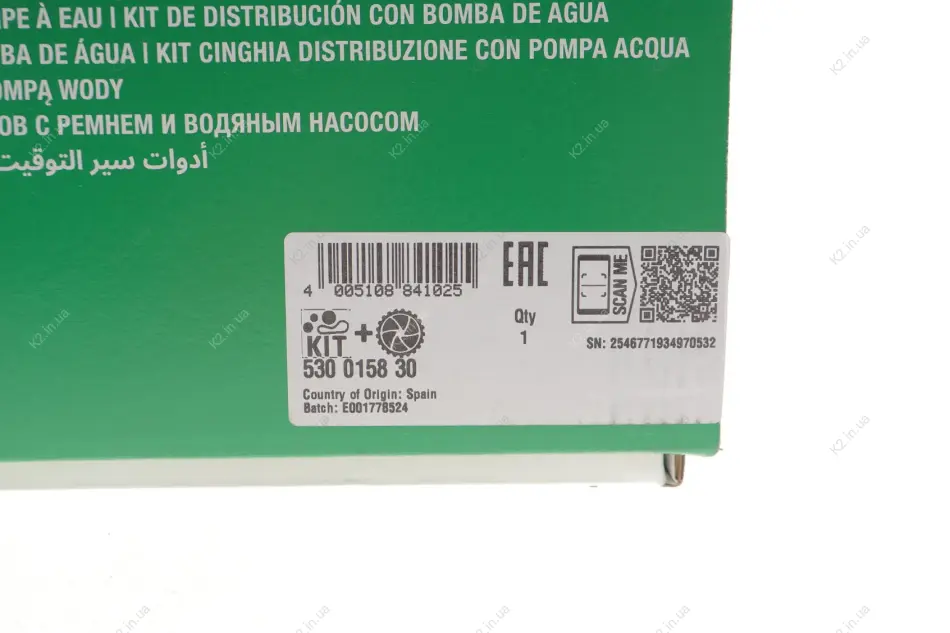 PE À EAU | KIT DE DISTRIBUCIÓN CON BOMBA DE AGUA
BA DE ÁGUA | KIT CINGHIA DISTRIBUZIONE CON POMPA ACQUA
OMPĄ WODY
ОВ С РЕМНЕМ И ВОДЯНЫМ НАСОСОМ
أدوات سير التوقيت
4 005108 841025
EAC
SCAN ME
KIT +
Qty
1
530 0158 30
SN: 2546771934970532
Country of Origin: Spain
Batch: E001778524
K2.in.ua